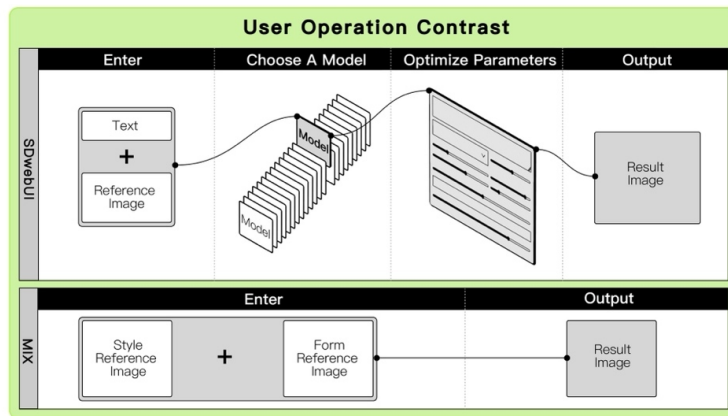 User Operation Contrast
Enter
Choose A Model
Optimize Parameters
Output
SDwebUI
Text
+
Reference
Image
Model
Model
Result
Image
Enter
Output
MIX
Style
Reference
Image
+
Form
Reference
Image
Result
Image